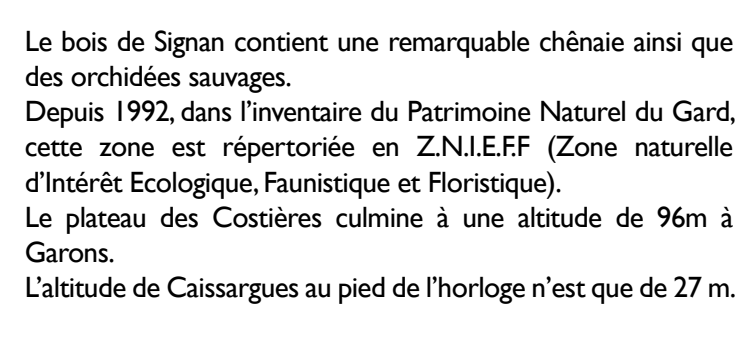 Le bois de Signan contient une remarquable chênaie ainsi que
des orchidées sauvages.
Depuis 1992, dans l’inventaire du Patrimoine Naturel du Gard,
cette zone est répertoriée en Z.N.I.E.F.F (Zone naturelle
d’Intérêt Ecologique, Faunistique et Floristique).
Le plateau des Costières culmine à une altitude de 96m à
Garons.
L’altitude de Caissargues au pied de l’horloge n’est que de 27 m.